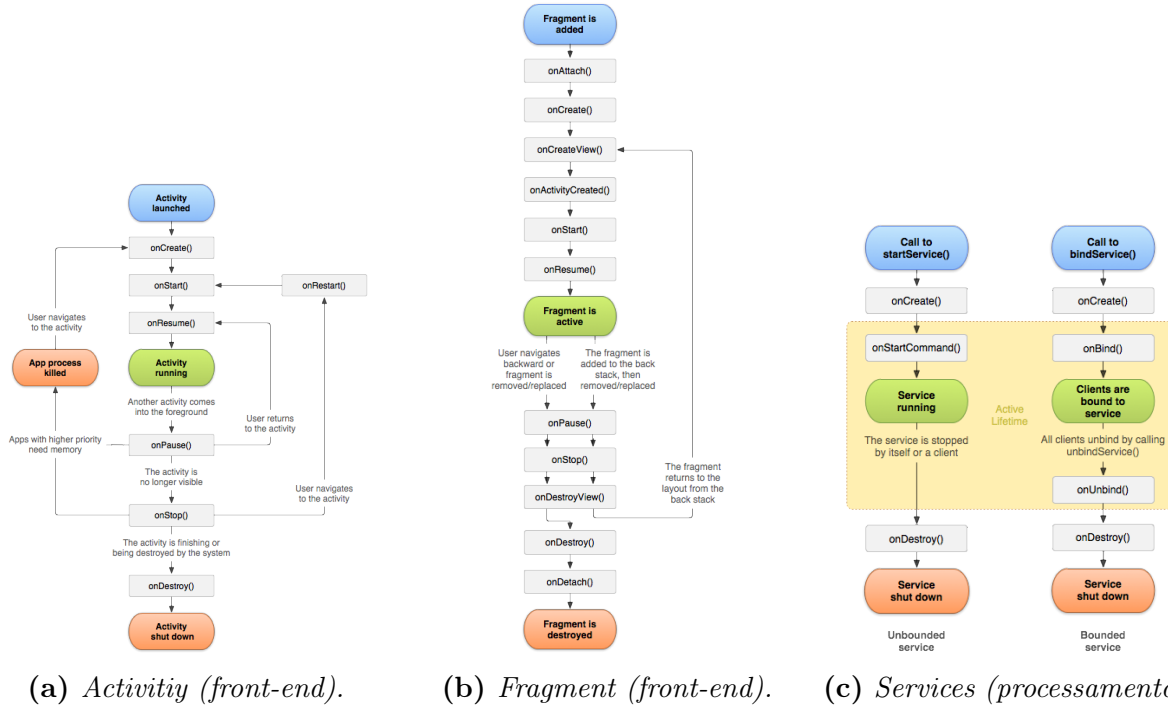 Activity
launched
onCreate()
onStart()
onRestart()
User navigates
to the activity
onResume()
App process
killed
Activity
running
Another activity comes
into the foreground
User returns
to the activity
Apps with higher priority
need memory
onPause()
The activity is
no longer visible
User navigates
to the activity
onStop()
The activity is finishing or
being destroyed by the system
onDestroy()
Activity
shut down
(a) Activitiy (front-end).
Fragment is
added
onAttach()
onCreate()
onCreateView()
onActivityCreated()
onStart()
onResume()
Fragment is
active
User navigates
backward or
fragment is
removed/replaced
The fragment is
added to the back
stack, then
removed/replaced
onPause()
onStop()
The fragment
returns to the
layout from the
back stack
onDestroyView()
onDestroy()
onDetach()
Fragment is
destroyed
(b) Fragment (front-end).
Call to
startService()
onCreate()
onStartCommand()
Service
running
The service is stopped
by itself or a client
onDestroy()
Service
shut down
Unbounded
service
Active
Lifetime
Call to
bindService()
onCreate()
onBind()
Clients are
bound to
service
All clients unbind by calling
unbindService()
onUnbind()
onDestroy()
Service
shut down
Bounded
service
(c) Services (processamento